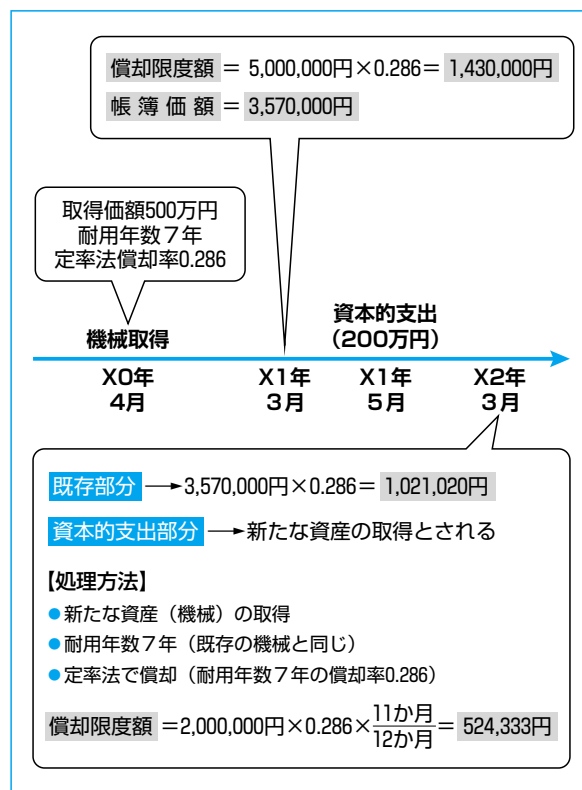 償却限度額 ＝ 5,000,000円×0.286＝ 1,430,000円
帳簿価額 ＝ 3,570,000円
取得価額500万円
耐用年数７年
定率法償却率0.286
機械取得
資本的支出
（200万円）
X0年
4月
X1年
3月
X1年
5月
X2年
3月
既存部分 → 3,570,000円×0.286＝ 1,021,020円
資本的支出部分 → 新たな資産の取得とされる
【処理方法】
●新たな資産（機械）の取得
●耐用年数７年（既存の機械と同じ）
●定率法で償却（耐用年数７年の償却率0.286）
償却限度額 ＝2,000,000円×0.286×11か月/12か月＝ 524,333円